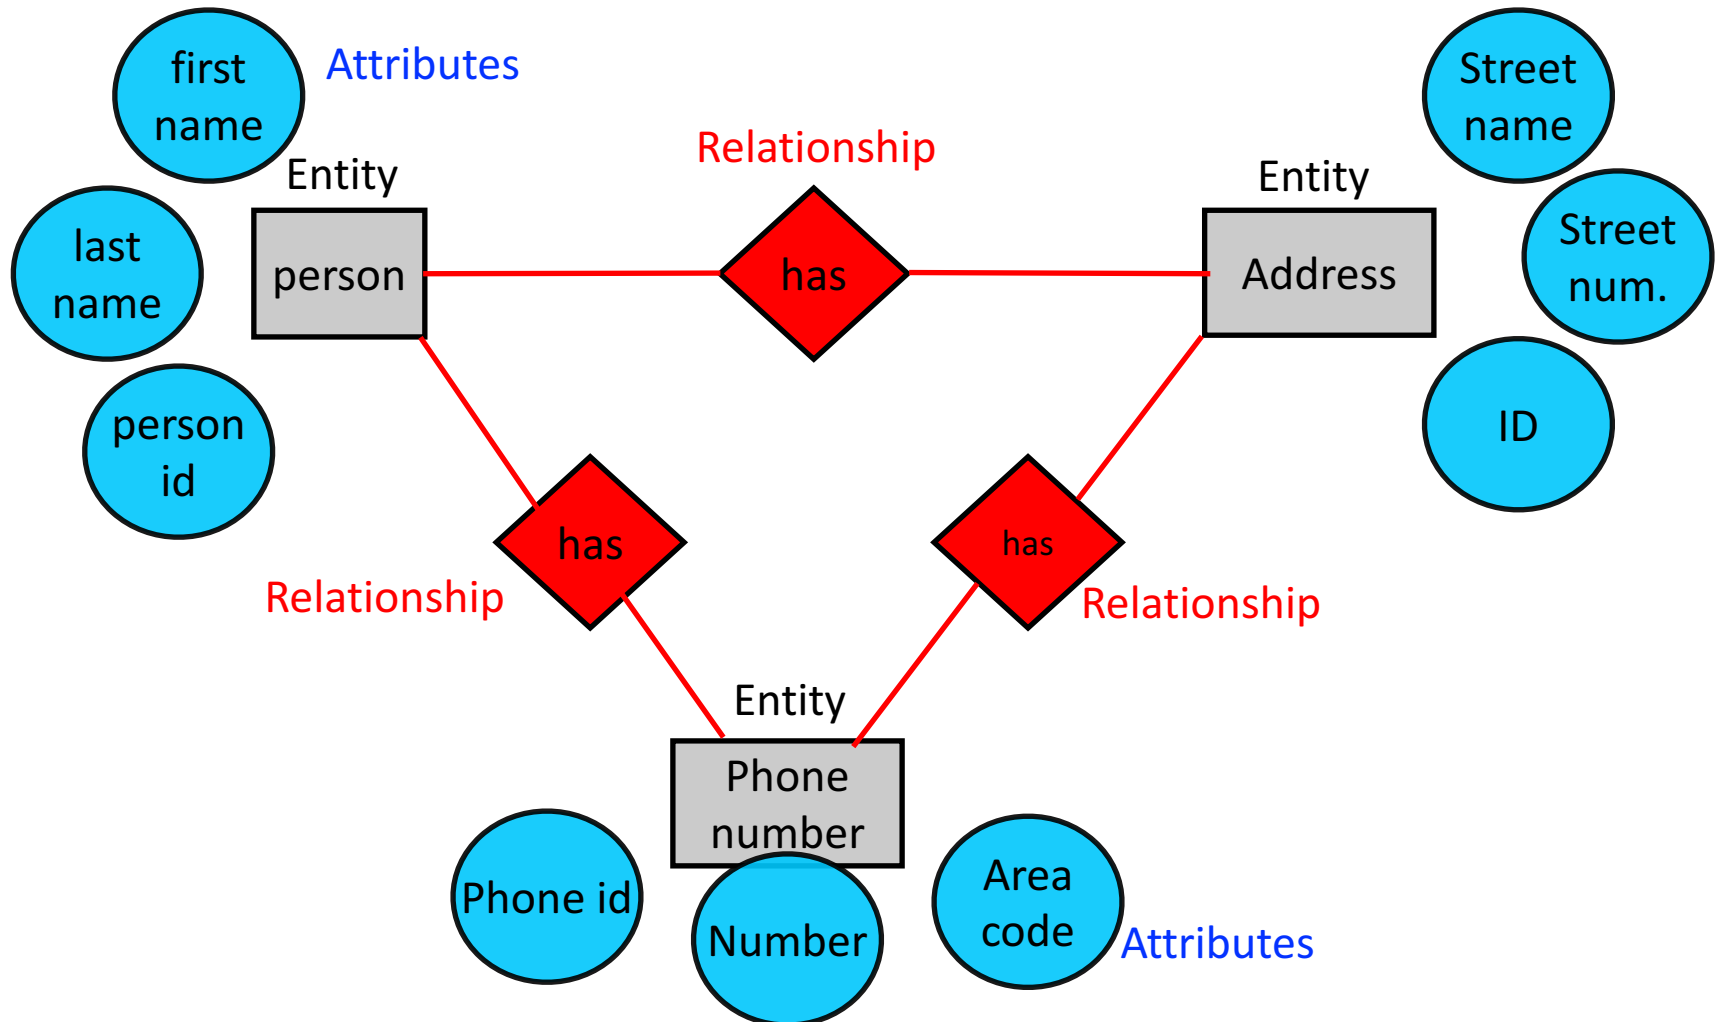 first
name
Attributes
Street
name
Relationship
Entity
Entity
last
name
person
has
Address
Street
num.
person
id
ID
has
has
Relationship
Relationship
Entity
Phone
number
Phone id
Number
Area
code
Attributes